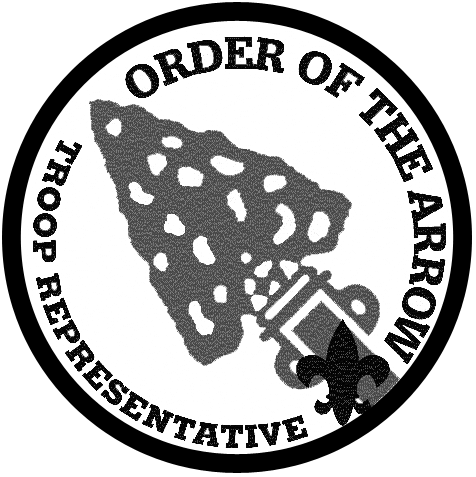 ORDER OF THE ARROW
TROOP REPRESENTATIVE